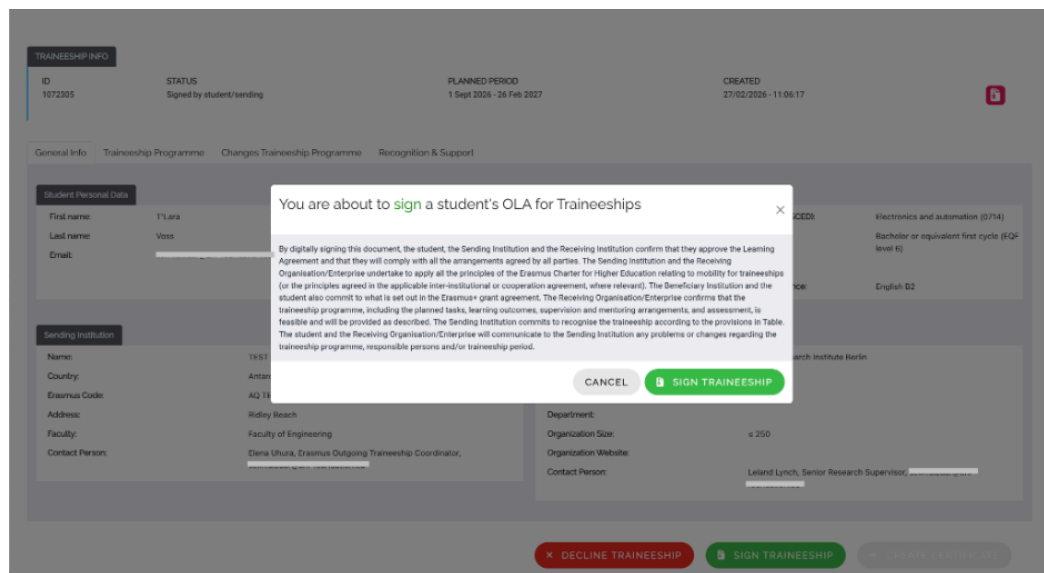 TRAINEESHIP INFO
ID STATUS PLANNED PERIOD CREATED
1072305 Signed by student/sending 1 Sept 2026 - 26 Feb 2027 27/02/2026 - 11:06:17
General Info Traineeship Programme Changes Traineeship Programme Recognition & Support
Student Personal Data
First name: T'Lara
Last name: Voss
Email:
(ISCED): Electronics and automation (0714)
Bachelor or equivalent first cycle (EQF
level 6)
English B2
You are about to sign a student's OLA for Traineeships ×
By digitally signing this document, the student, the Sending Institution and the Receiving Institution confirm that they approve the Learning
Agreement and that they will comply with all the arrangements agreed by all parties. The Sending Institution and the Receiving
Organisation/Enterprise undertake to apply all the principles of the Erasmus Charter for Higher Education relating to mobility for traineeships
(or the principles agreed in the applicable inter-institutional or cooperation agreement, where relevant). The Beneficiary Institution and the
student also commit to what is set out in the Erasmus+ grant agreement. The Receiving Organisation/Enterprise confirms that the
traineeship programme, including the planned tasks, learning outcomes, supervision and mentoring arrangements, and assessment, is
feasible and will be provided as described. The Sending Institution commits to recognise the traineeship according to the provisions in Table.
The student and the Receiving Organisation/Enterprise will communicate to the Sending Institution any problems or changes regarding the
traineeship programme, responsible persons and/or traineeship period.
CANCEL SIGN TRAINEESHIP
Sending Institution
Name: TEST
Country:
Erasmus Code: AQ
Address: Ridley Beach
Faculty: Faculty of Engineering
Contact Person: Elena Uhura, Erasmus Outgoing Traineeship Coordinator,
Institute Berlin
Department:
Organization Size: ≤ 250
Organization Website:
Contact Person: Leland Lynch, Senior Research Supervisor,
× DECLINE TRAINEESHIP SIGN TRAINEESHIP CREATE CERTIFICATE